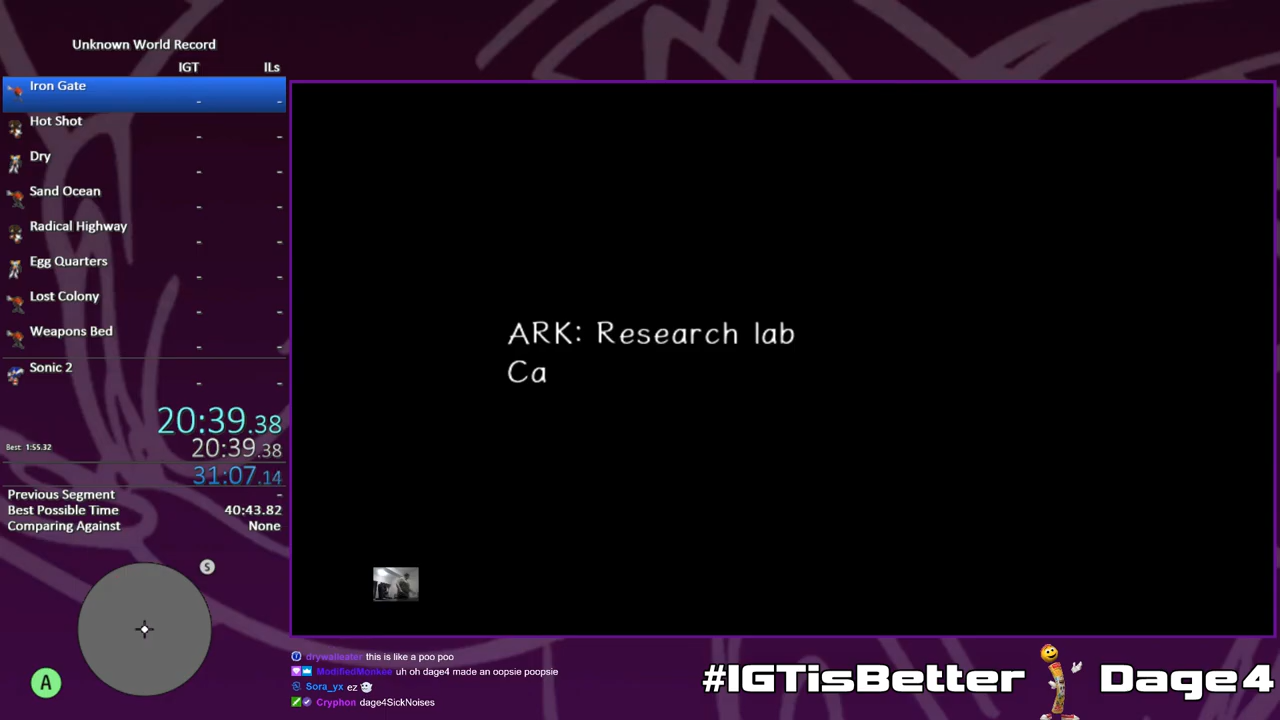 Unknown World Record
IGT ILs
Iron Gate
- -
Hot Shot
- -
Dry
- -
Sand Ocean
- -
Radical Highway
- -
Egg Quarters
- -
Lost Colony
- -
Weapons Bed
- -
Sonic 2
- -
20:39.38
Best: 1:55.32 20:39.38
31:07.14
Previous Segment -
Best Possible Time 40:43.82
Comparing Against None
S
A
ARK: Research lab
Ca
drywalleater this is like a poo poo
ModifiedMonkee uh oh dage4 made an oopsie poopsie
Sora_yx ez
Cryphon dage4SickNoises
#IGTisBetter Dage4